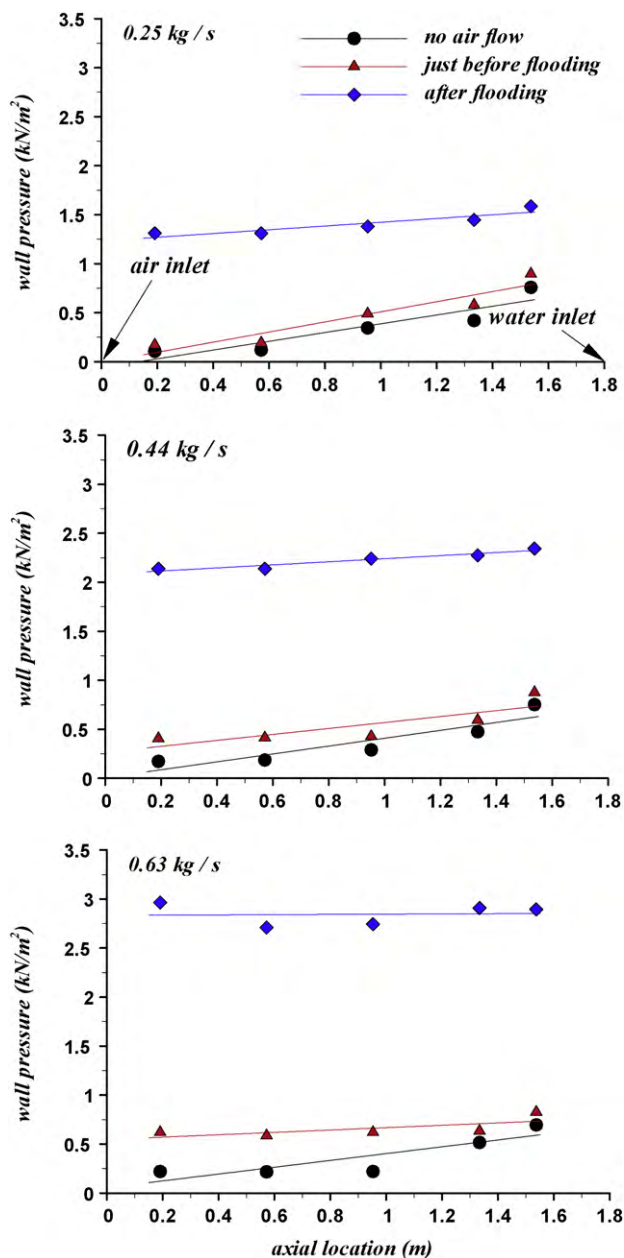 0.25 kg / s
no air flow
just before flooding
after flooding
wall pressure (kN/m²)
3.5
3
2.5
2
1.5
1
0.5
0
air inlet
water inlet
0 0.2 0.4 0.6 0.8 1 1.2 1.4 1.6 1.8
0.44 kg / s
wall pressure (kN/m²)
3.5
3
2.5
2
1.5
1
0.5
0
0 0.2 0.4 0.6 0.8 1 1.2 1.4 1.6 1.8
0.63 kg / s
wall pressure (kN/m²)
3.5
3
2.5
2
1.5
1
0.5
0
0 0.2 0.4 0.6 0.8 1 1.2 1.4 1.6 1.8
axial location (m)